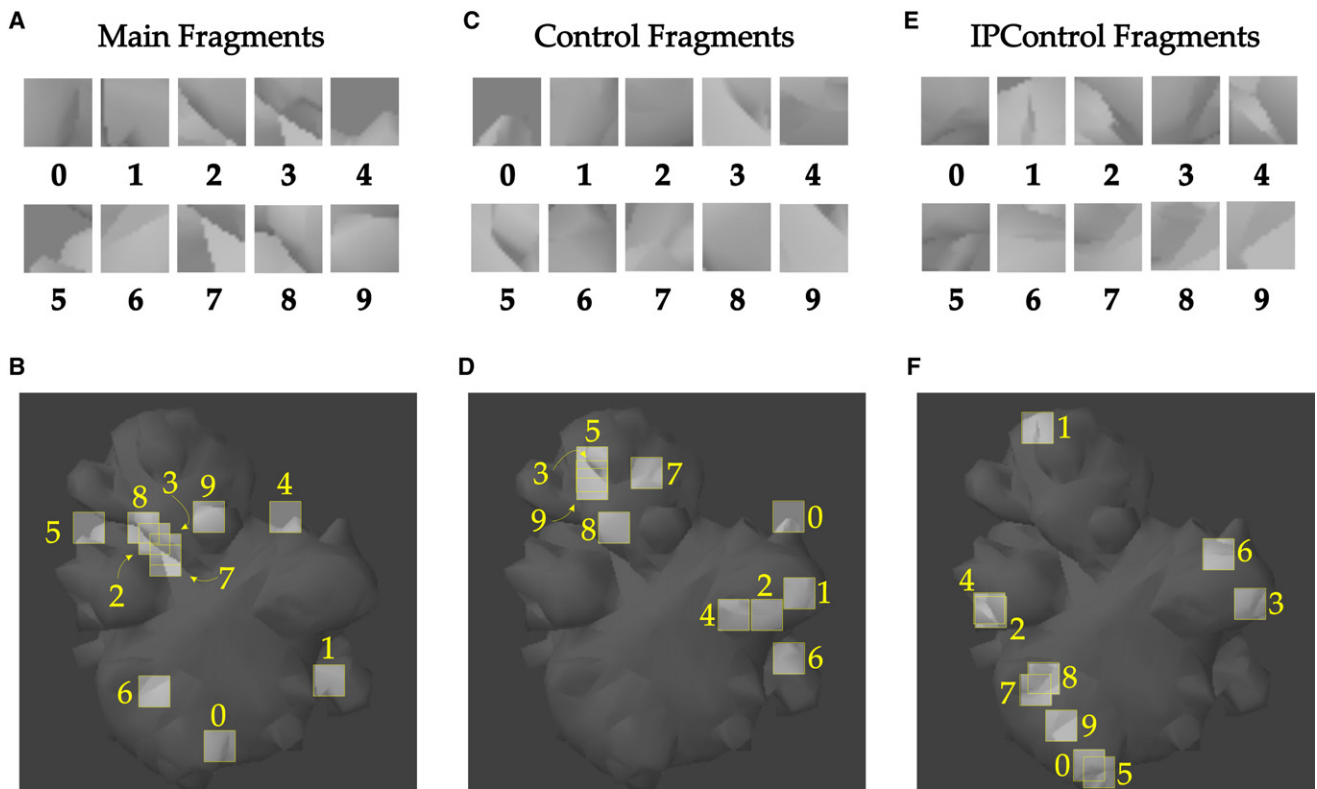 A
Main Fragments
0 1 2 3 4
5 6 7 8 9
C
Control Fragments
0 1 2 3 4
5 6 7 8 9
E
IPControl Fragments
0 1 2 3 4
5 6 7 8 9
B
3 9 4
8
5
2 7
1
6
0
D
5
3 7
9 8 0
4 2 1
6
F
1
6
4 3
2
8
7
9
0 5